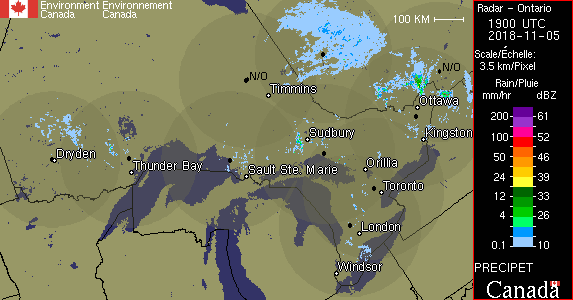 Environment Environnement
Canada Canada
100 KM
N/O
N/O
Timmins
Ottawa
Kingston
Sudbury
Dryden
Thunder Bay
Sault Ste. Marie
Orillia
Toronto
London
Windsor
Radar - Ontario
1900 UTC
2018-11-05
Scale/Échelle:
3.5 km/Pixel
Rain/Pluie
mm/hr dBZ
200 61
100 52
50 46
24 39
12 33
4 26
0.1 10
PRECIPET
Canada